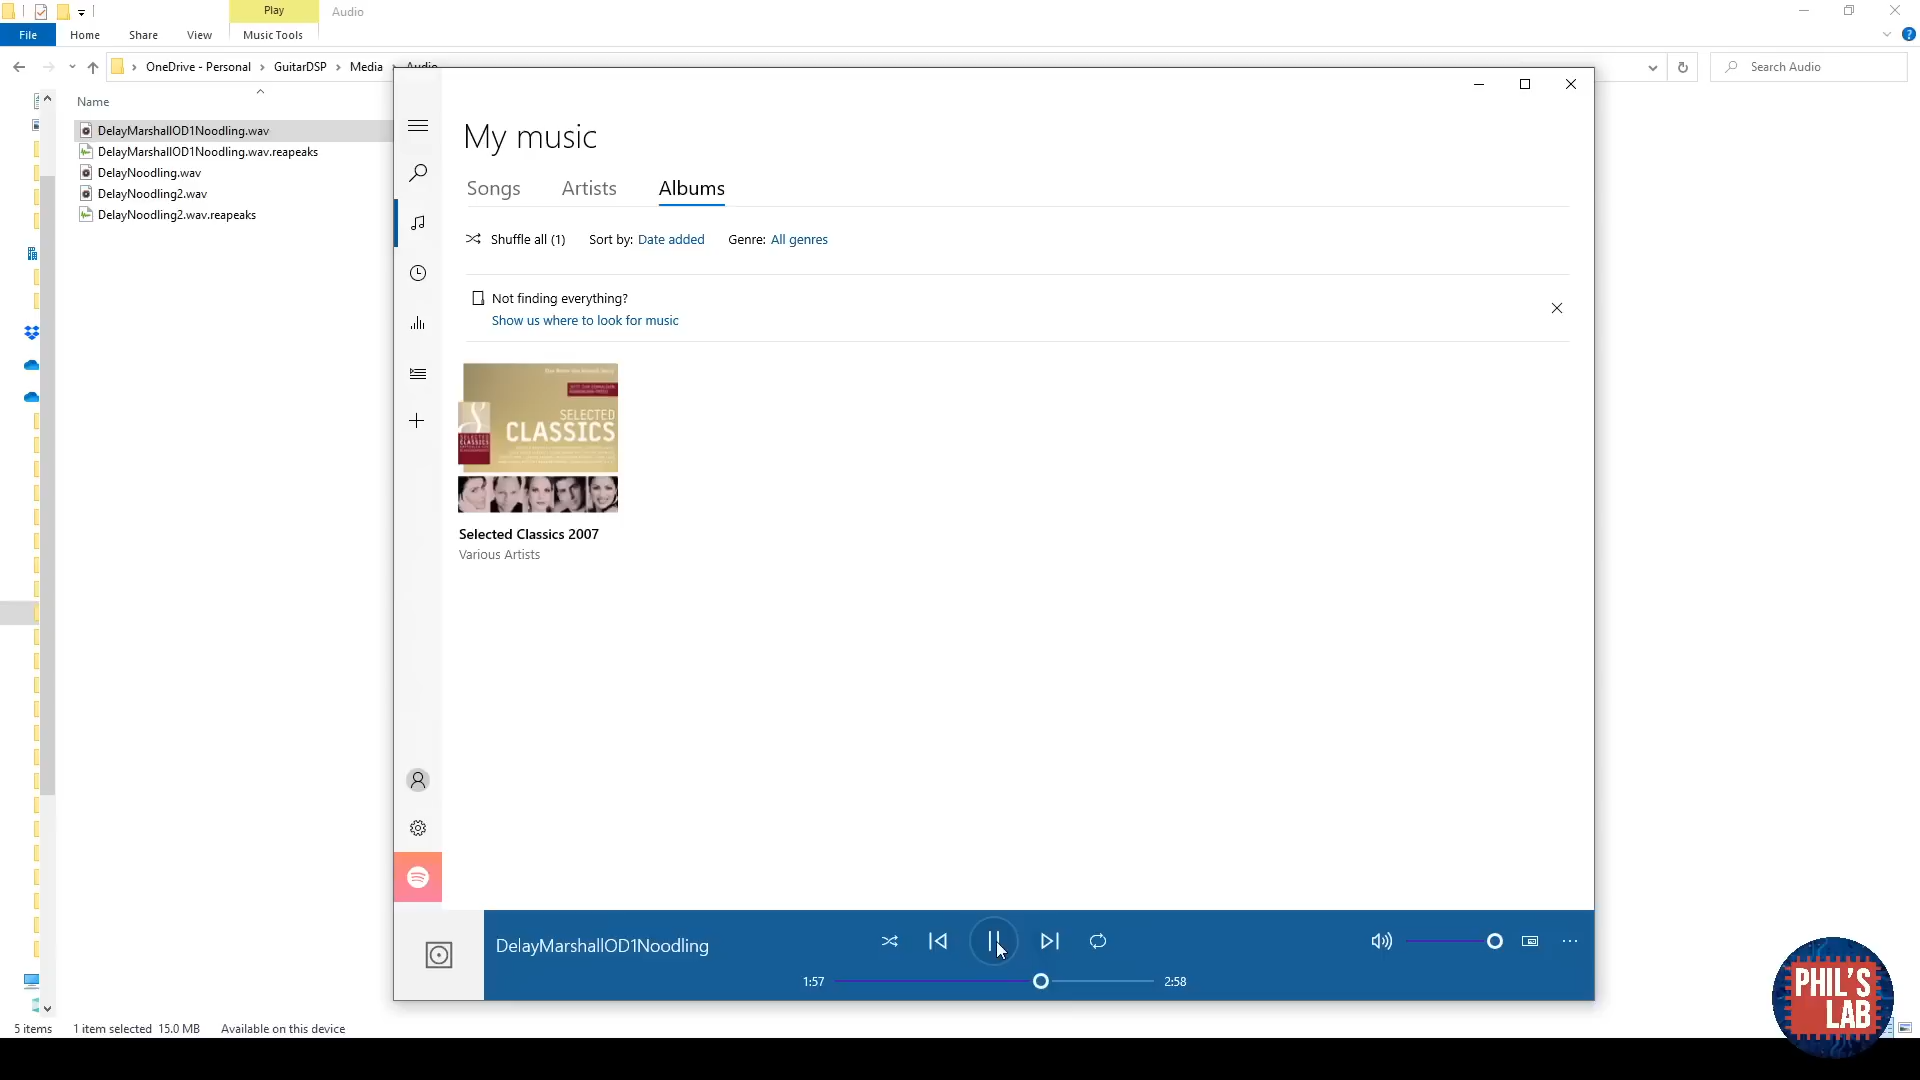 Play
Audio
File
Home
Share
View
Music Tools
OneDrive - Personal
GuitarDSP
Media
Audio
Search Audio
Name
DelayMarshallOD1Noodling.wav
DelayMarshallOD1Noodling.wav.reapeaks
DelayNoodling.wav
DelayNoodling2.wav
DelayNoodling2.wav.reapeaks
My music
Songs
Artists
Albums
Shuffle all (1)
Sort by: Date added
Genre: All genres
Not finding everything?
Show us where to look for music
SELECTED
CLASSICS
Selected Classics 2007
Various Artists
DelayMarshallOD1Noodling
1:57
2:58
5 items
1 item selected 15.0 MB
Available on this device
PHIL'S
LAB